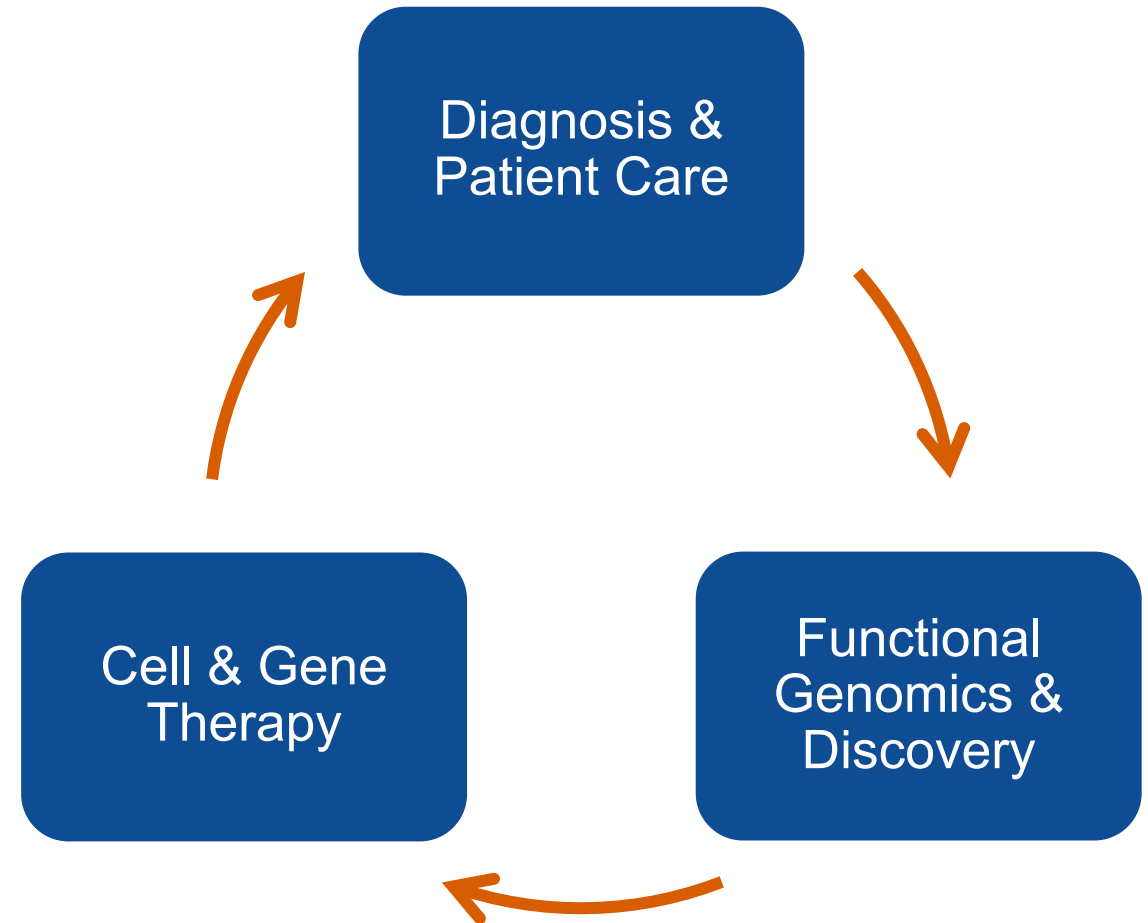 Diagnosis &
Patient Care
Functional
Genomics &
Discovery
Cell & Gene
Therapy